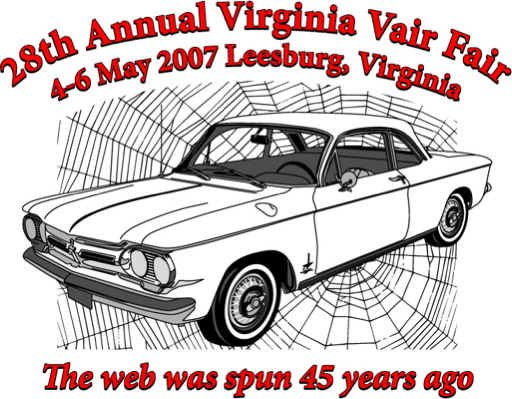 28th Annual Virginia Vair Fair
4-6 May 2007 Leesburg, Virginia
The web was spun 45 years ago